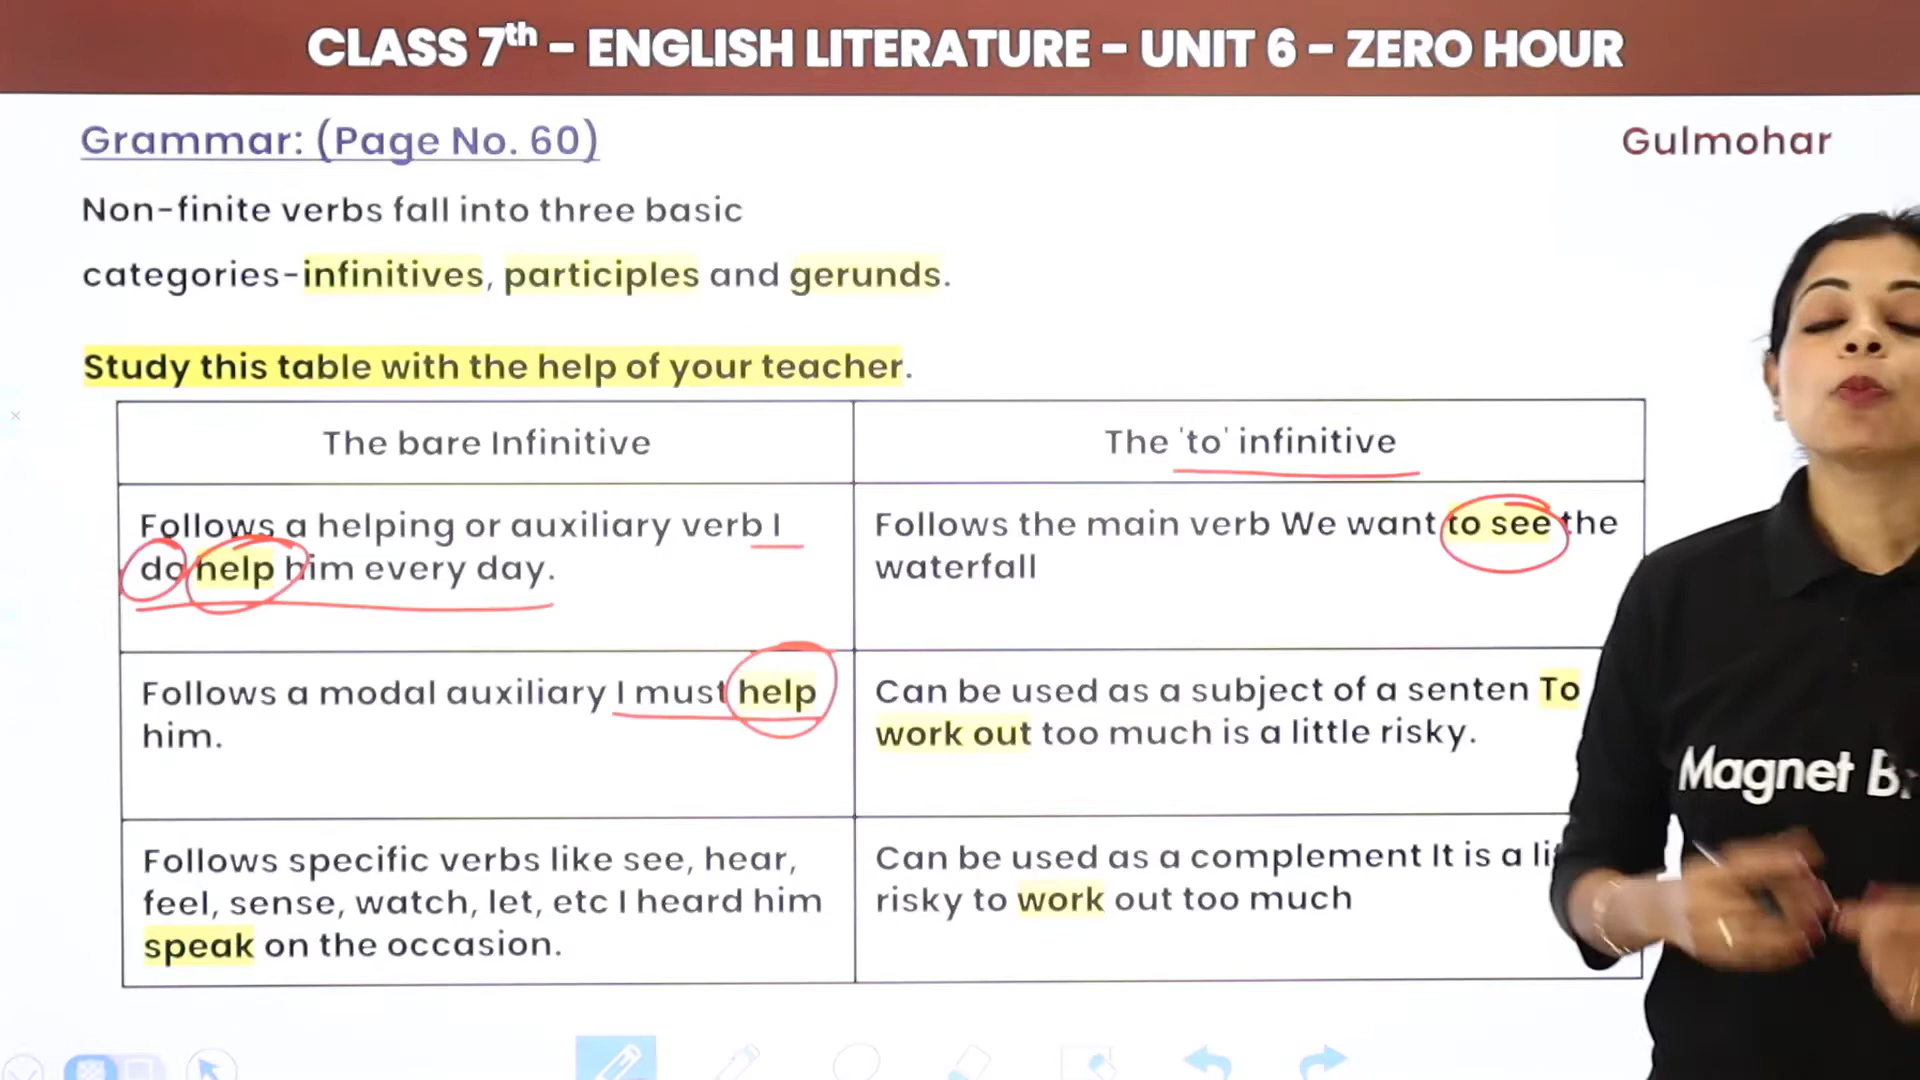 CLASS 7th - ENGLISH LITERATURE - UNIT 6 - ZERO HOUR
Grammar: (Page No. 60)
Gulmohar
Non-finite verbs fall into three basic
categories-infinitives, participles and gerunds.
Study this table with the help of your teacher.
The bare Infinitive
The 'to' infinitive
Follows a helping or auxiliary verb I
do help him every day.
Follows the main verb We want to see the
waterfall
Follows a modal auxiliary I must help
him.
Can be used as a subject of a senten To
work out too much is a little risky.
Follows specific verbs like see, hear,
feel, sense, watch, let, etc I heard him
speak on the occasion.
Can be used as a complement It is a
risky to work out too much
Magnet